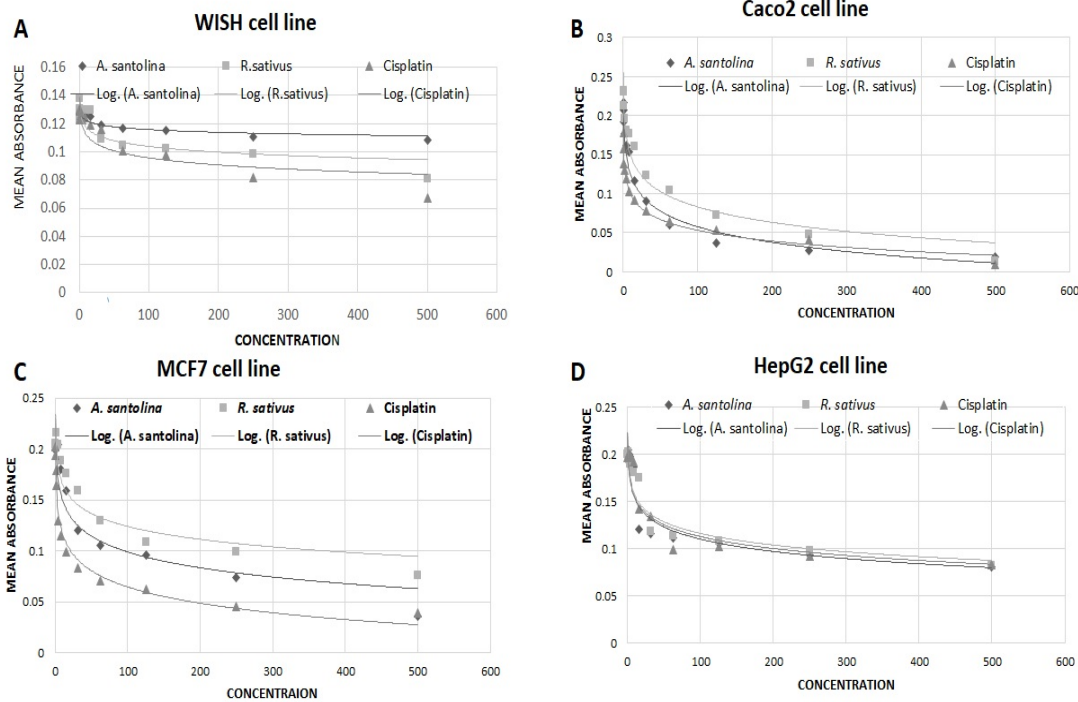 A
WISH cell line
A. santolina
R.sativus
Cisplatin
Log. (A. santolina)
Log. (R.sativus)
Log. (Cisplatin)
MEAN ABSORBANCE
0.16
0.14
0.12
0.1
0.08
0.06
0.04
0.02
0
0 100 200 300 400 500 600
CONCENTRATION
B
Caco2 cell line
A. santolina
R. sativus
Cisplatin
Log. (A. santolina)
Log. (R. sativus)
Log. (Cisplatin)
MEAN ABSORBANCE
0.3
0.25
0.2
0.15
0.1
0.05
0
0 100 200 300 400 500 600
CONCENTRATION
C
MCF7 cell line
A. santolina
R. sativus
Cisplatin
Log. (A. santolina)
Log. (R. sativus)
Log. (Cisplatin)
MEAN ABSORBANCE
0.25
0.2
0.15
0.1
0.05
0
0 100 200 300 400 500 600
CONCENTRAION
D
HepG2 cell line
A. santolina
R. sativus
Cisplatin
Log. (A. santolina)
Log. (R. sativus)
Log. (Cisplatin)
MEAN ABSORBANCE
0.25
0.2
0.15
0.1
0.05
0
0 100 200 300 400 500 600
CONCENTRATION